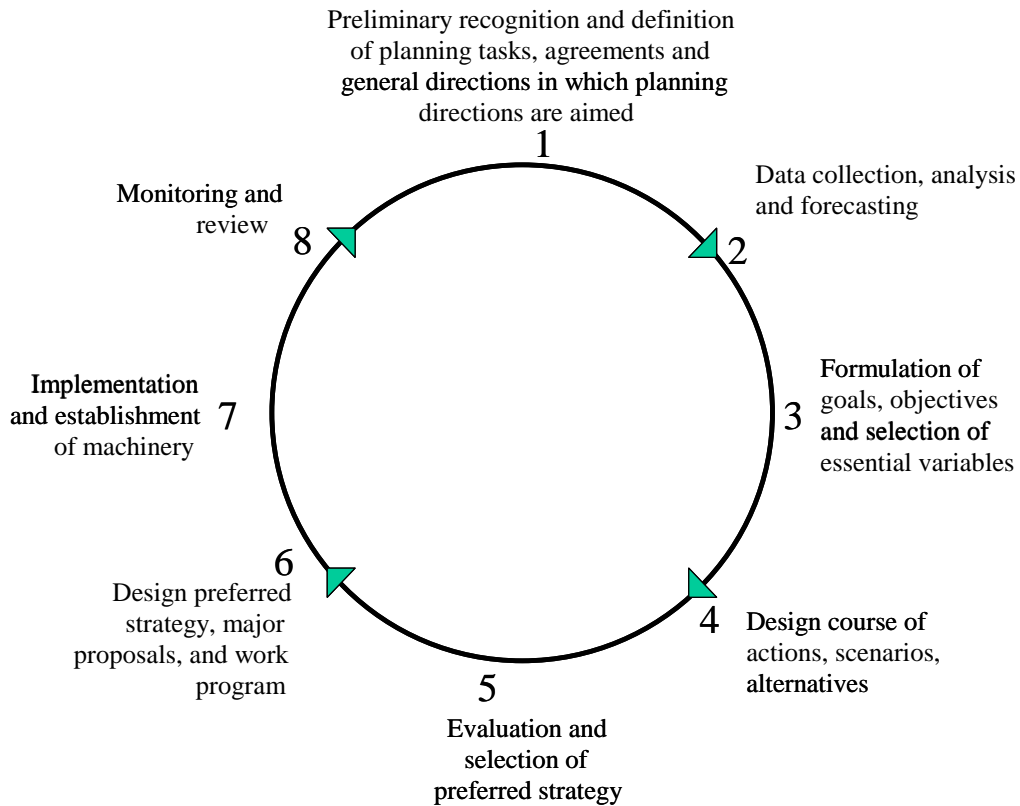 Preliminary recognition and definition
of planning tasks, agreements and
general directions in which planning
directions are aimed
1
Data collection, analysis
and forecasting
2
Formulation of
goals, objectives
and selection of
essential variables
3
4
Design course of
actions, scenarios,
alternatives
5
Evaluation and
selection of
preferred strategy
6
Design preferred
strategy, major
proposals, and work
program
Implementation
and establishment
of machinery
7
Monitoring and
review
8